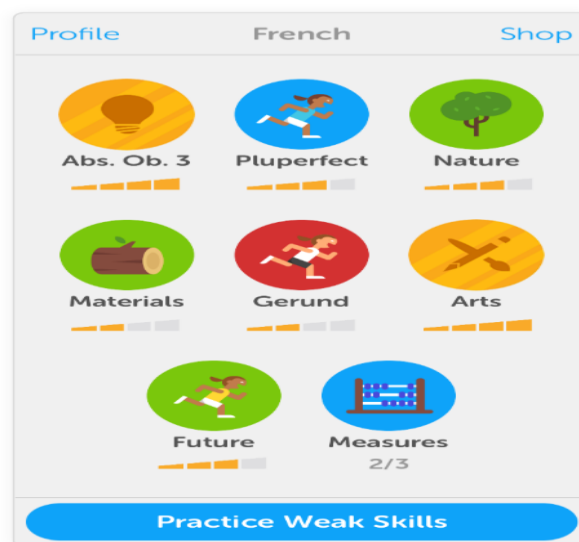 Profile French Shop
Abs. Ob. 3 Pluperfect Nature
Materials Gerund Arts
Future Measures
2/3
Practice Weak Skills